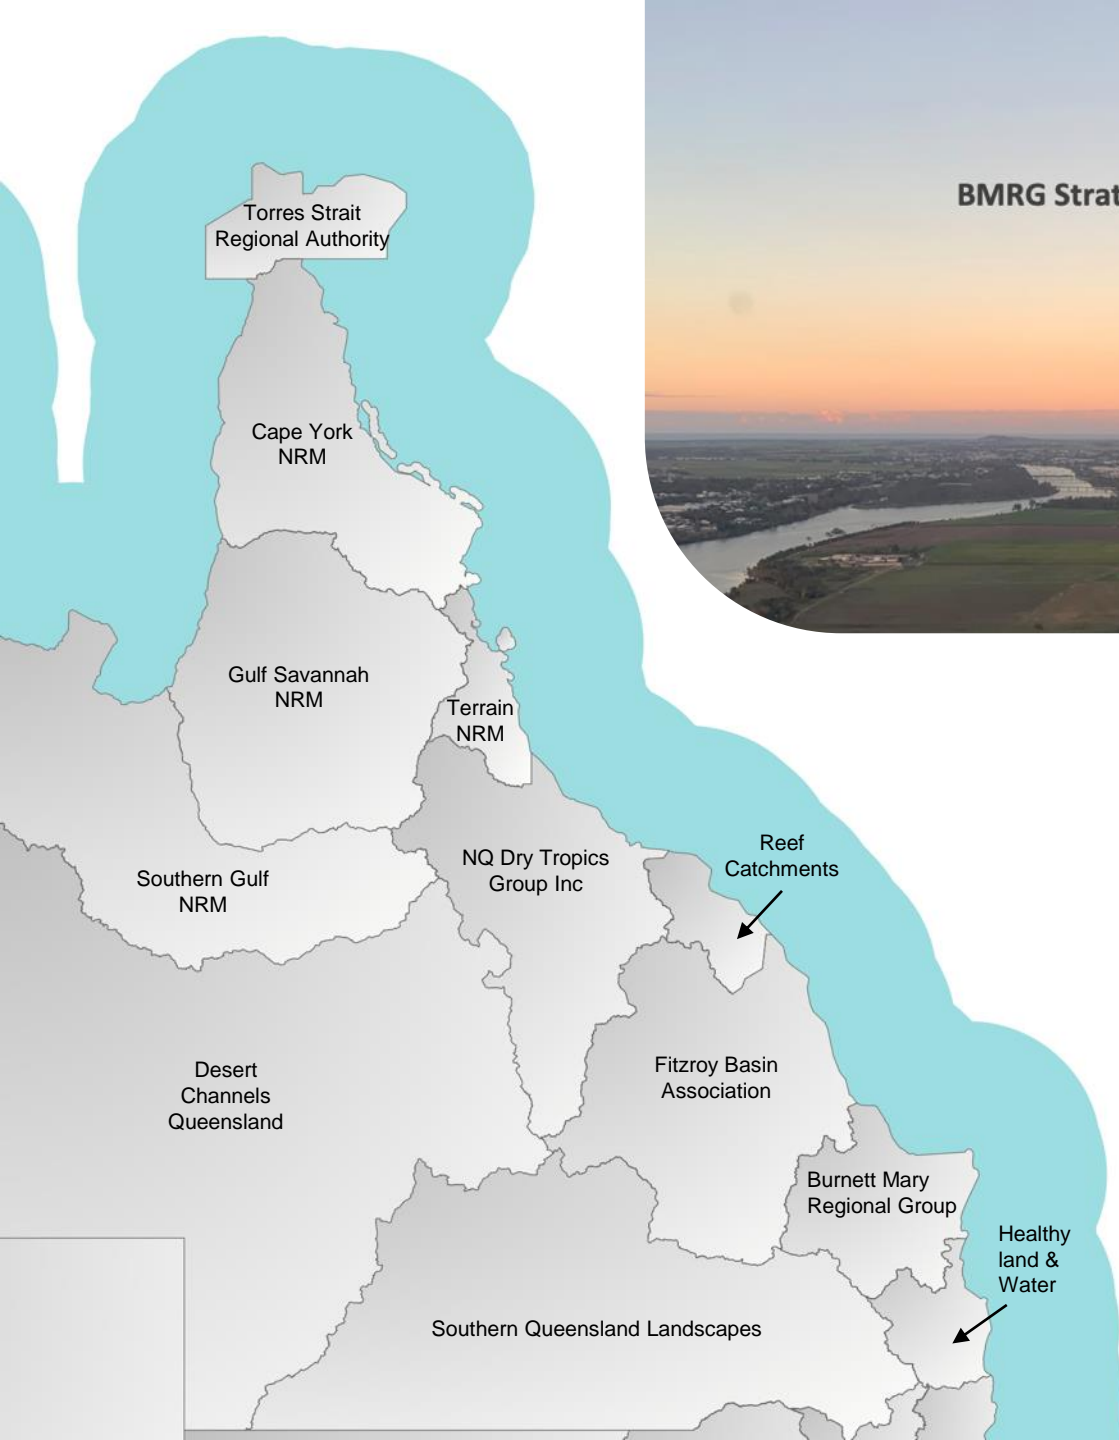 BMRG Strat
Torres Strait
Regional Authority
Cape York
NRM
Gulf Savannah
NRM
Terrain
NRM
Reef
Catchments
NQ Dry Tropics
Group Inc
Southern Gulf
NRM
Desert
Channels
Queensland
Fitzroy Basin
Association
Burnett Mary
Regional Group
Healthy
land &
Water
Southern Queensland Landscapes